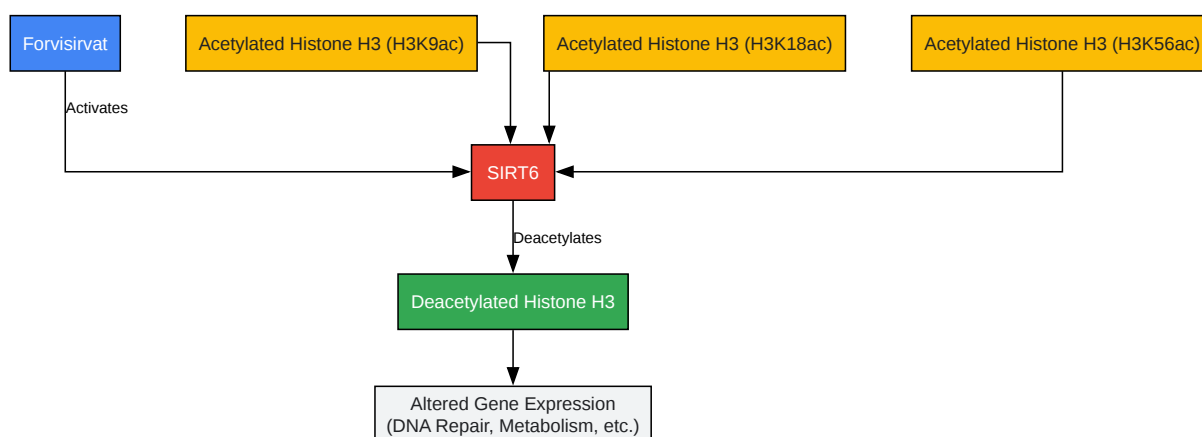 Forvisirvat
Acetylated Histone H3 (H3K9ac)
Acetylated Histone H3 (H3K18ac)
Acetylated Histone H3 (H3K56ac)
Activates
SIRT6
Deacetylates
Deacetylated Histone H3
Altered Gene Expression
(DNA Repair, Metabolism, etc.)